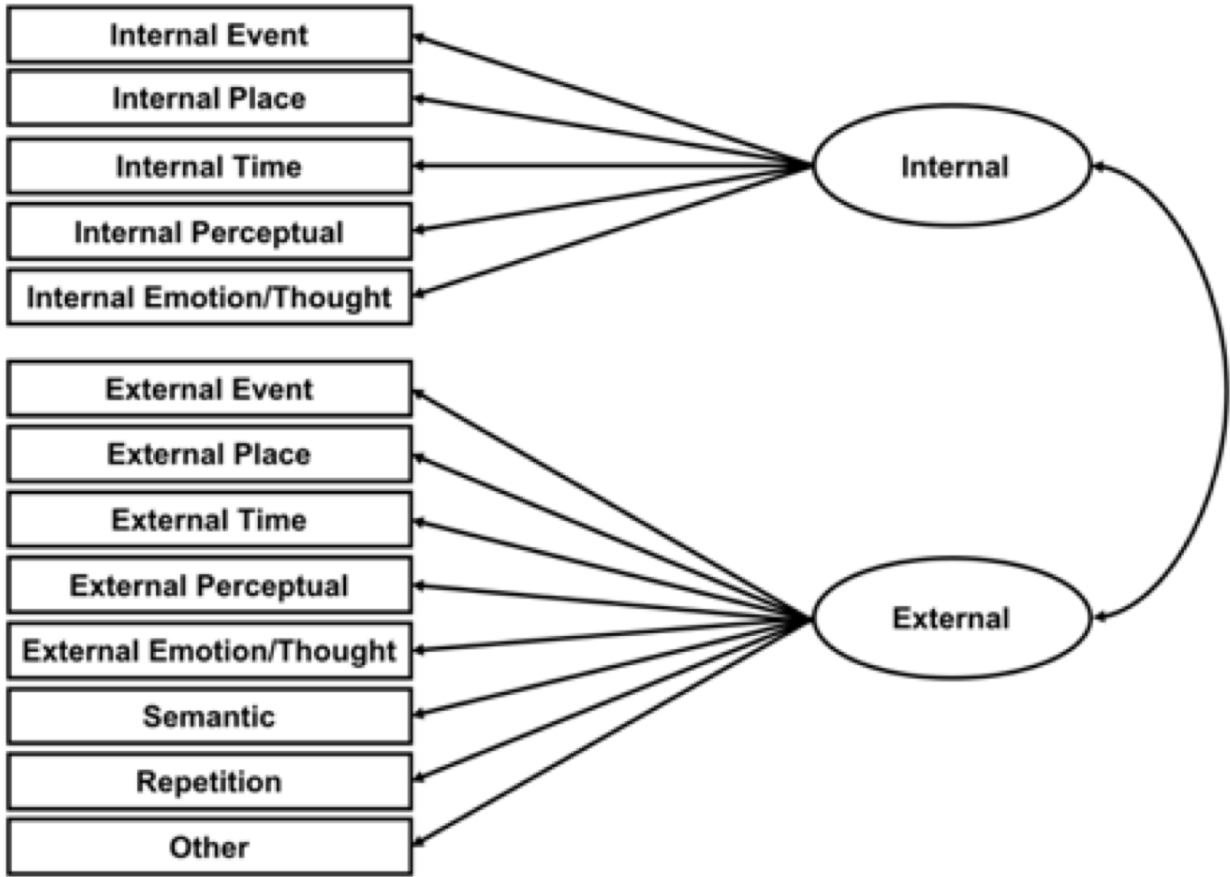 Internal Event
Internal Place
Internal Time
Internal Perceptual
Internal Emotion/Thought
Internal
External Event
External Place
External Time
External Perceptual
External Emotion/Thought
Semantic
Repetition
Other
External